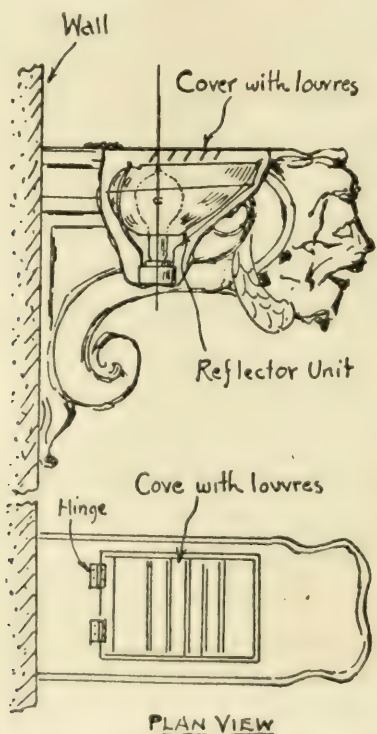 Wall
Cover with louvres
Reflector Unit
Cove with louvres
Hinge
PLAN VIEW